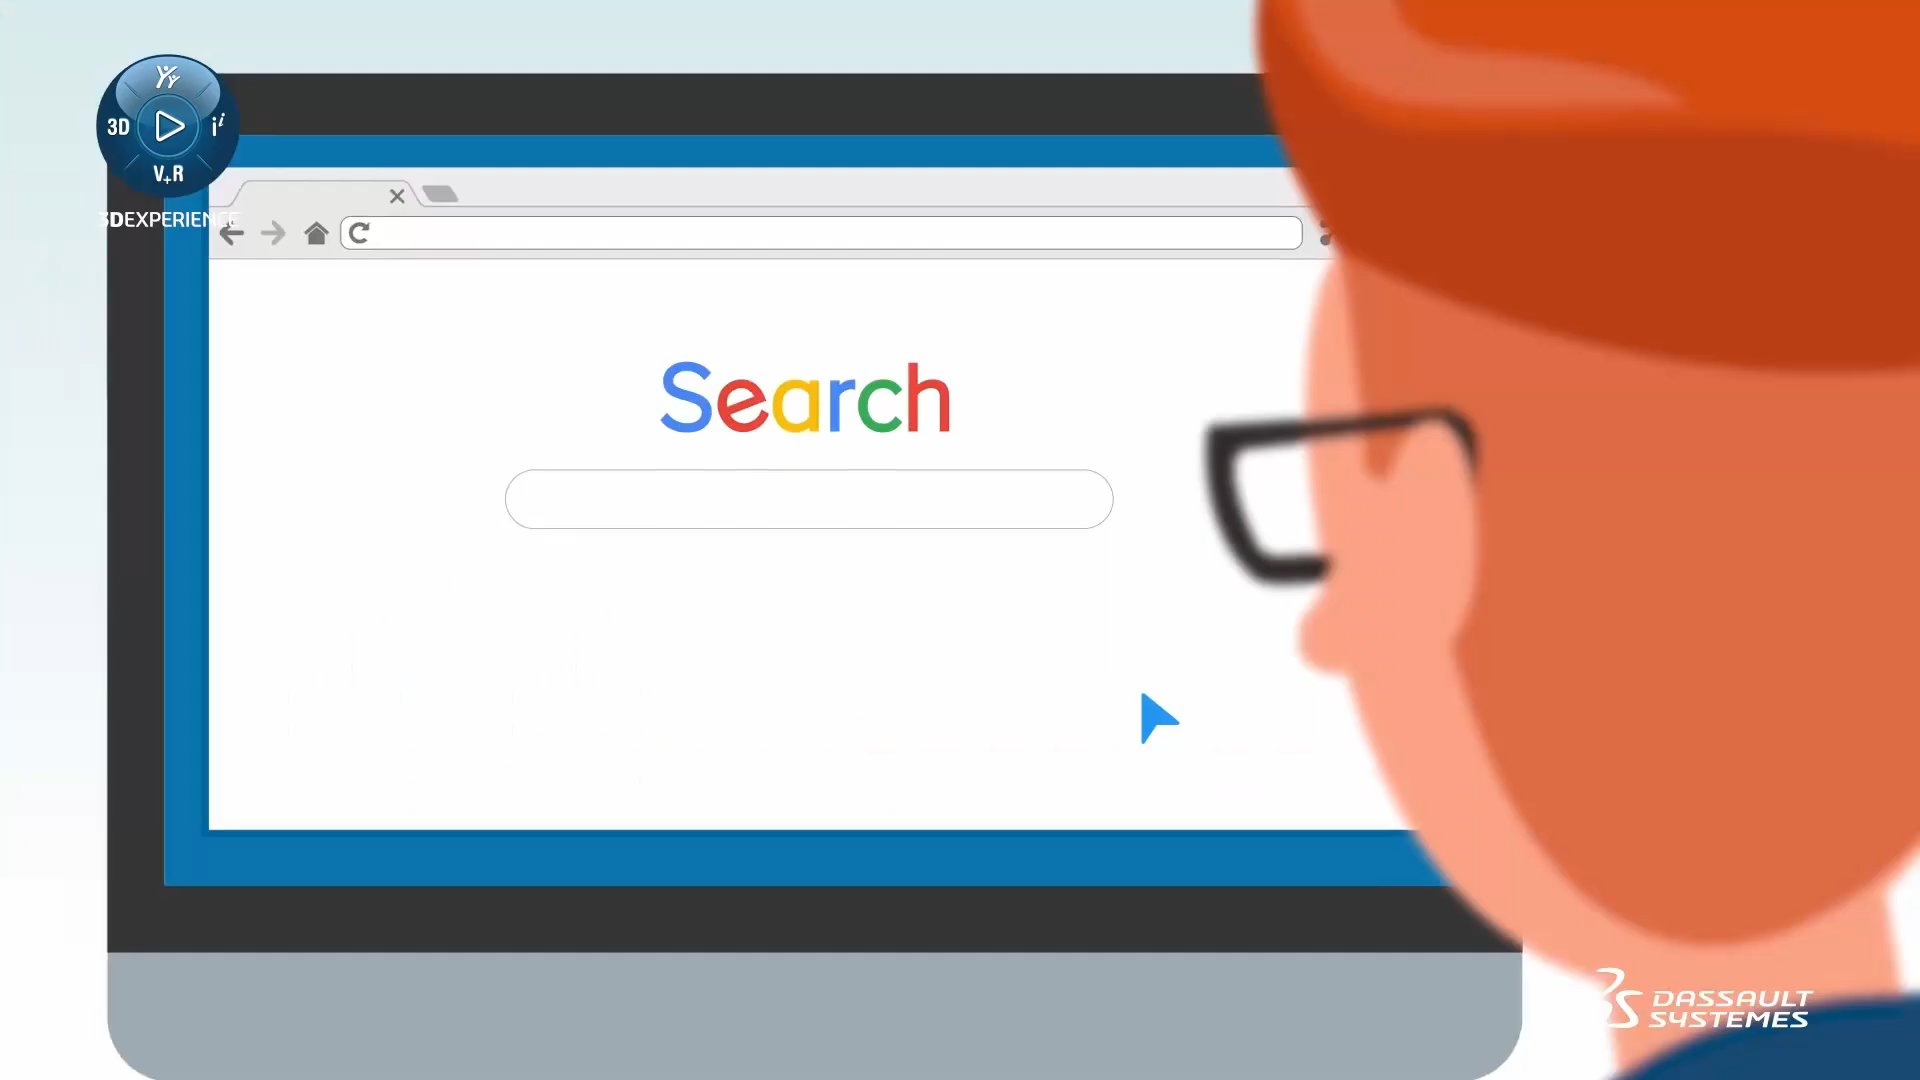 3D
V+R
3DEXPERIENCE
Search
DASSAULT
SYSTEMES